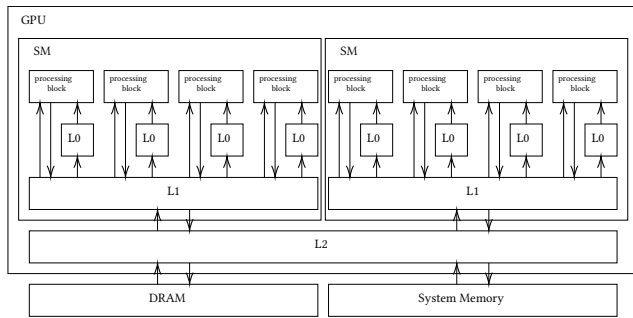 GPU
SM
SM
processing
block
processing
block
processing
block
processing
block
processing
block
processing
block
processing
block
processing
block
L0
L0
L0
L0
L0
L0
L0
L0
L1
L1
L2
DRAM
System Memory